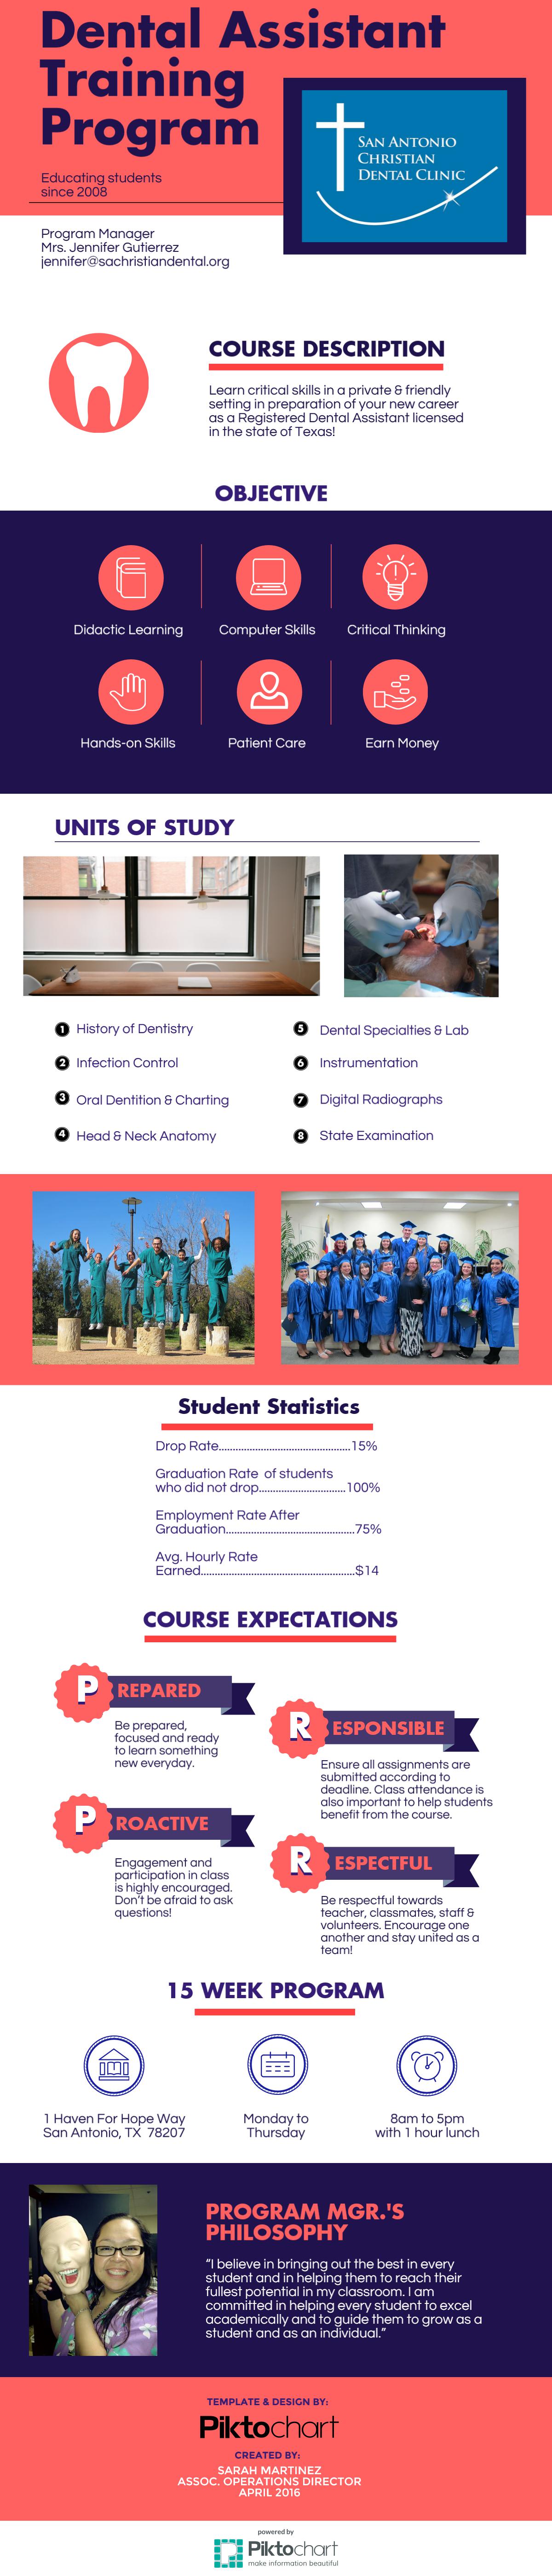 Dental Assistant
Training
Program
Educating students
since 2008
SAN ANTONIO
CHRISTIAN
DENTAL CLINIC
Program Manager
Mrs. Jennifer Gutierrez
jennifer@sachristiandental.org
COURSE DESCRIPTION
Learn critical skills in a private & friendly
setting in preparation of your new career
as a Registered Dental Assistant licensed
in the state of Texas!
OBJECTIVE
Didactic Learning
Computer Skills
Critical Thinking
Hands-on Skills
Patient Care
Earn Money
UNITS OF STUDY
1 History of Dentistry
2 Infection Control
3 Oral Dentition & Charting
4 Head & Neck Anatomy
5 Dental Specialties & Lab
6 Instrumentation
7 Digital Radiographs
8 State Examination
Student Statistics
Drop Rate...............................................15%
Graduation Rate of students
who did not drop...............................100%
Employment Rate After
Graduation..............................................75%
Avg. Hourly Rate
Earned.......................................................$14
COURSE EXPECTATIONS
PREPARED
Be prepared,
focused and ready
to learn something
new everyday.
RESPONSIBLE
Ensure all assignments are
submitted according to
deadline. Class attendance is
also important to help students
benefit from the course.
PROACTIVE
Engagement and
participation in class
is highly encouraged.
Don't be afraid to ask
questions!
RESPECTFUL
Be respectful towards
teacher, classmates, staff &
volunteers. Encourage one
another and stay united as a
team!
15 WEEK PROGRAM
1 Haven For Hope Way
San Antonio, TX 78207
Monday to
Thursday
8am to 5pm
with 1 hour lunch
PROGRAM MGR.'S
PHILOSOPHY
"I believe in bringing out the best in every
student and in helping them to reach their
fullest potential in my classroom. I am
committed in helping every student to excel
academically and to guide them to grow as a
student and as an individual."
TEMPLATE & DESIGN BY:
Piktochart
CREATED BY:
SARAH MARTINEZ
ASSOC. OPERATIONS DIRECTOR
APRIL 2016
powered by
Piktochart
make information beautiful